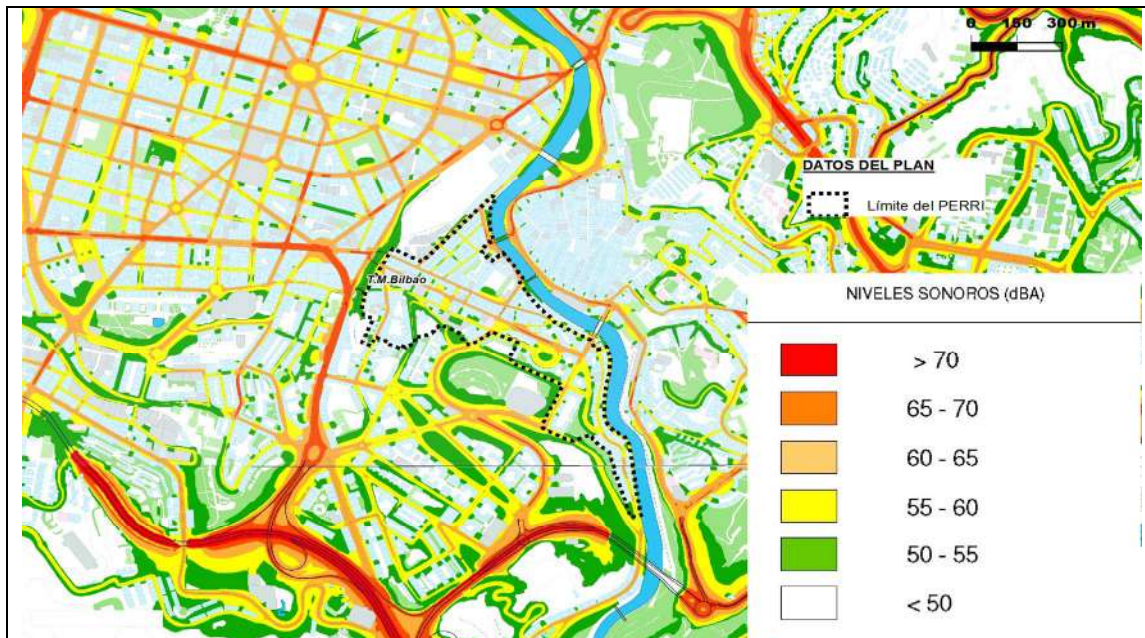 0 150 300 m
DATOS DEL PLAN
Límite del PERRI
T.M.Bilbao
NIVELES SONOROS (dBA)
> 70
65 - 70
60 - 65
55 - 60
50 - 55
< 50